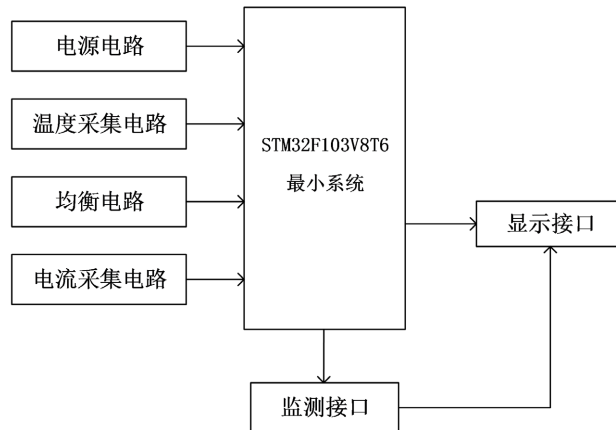 电源电路
温度采集电路
均衡电路
电流采集电路
STM32F103V8T6
最小系统
显示接口
监测接口